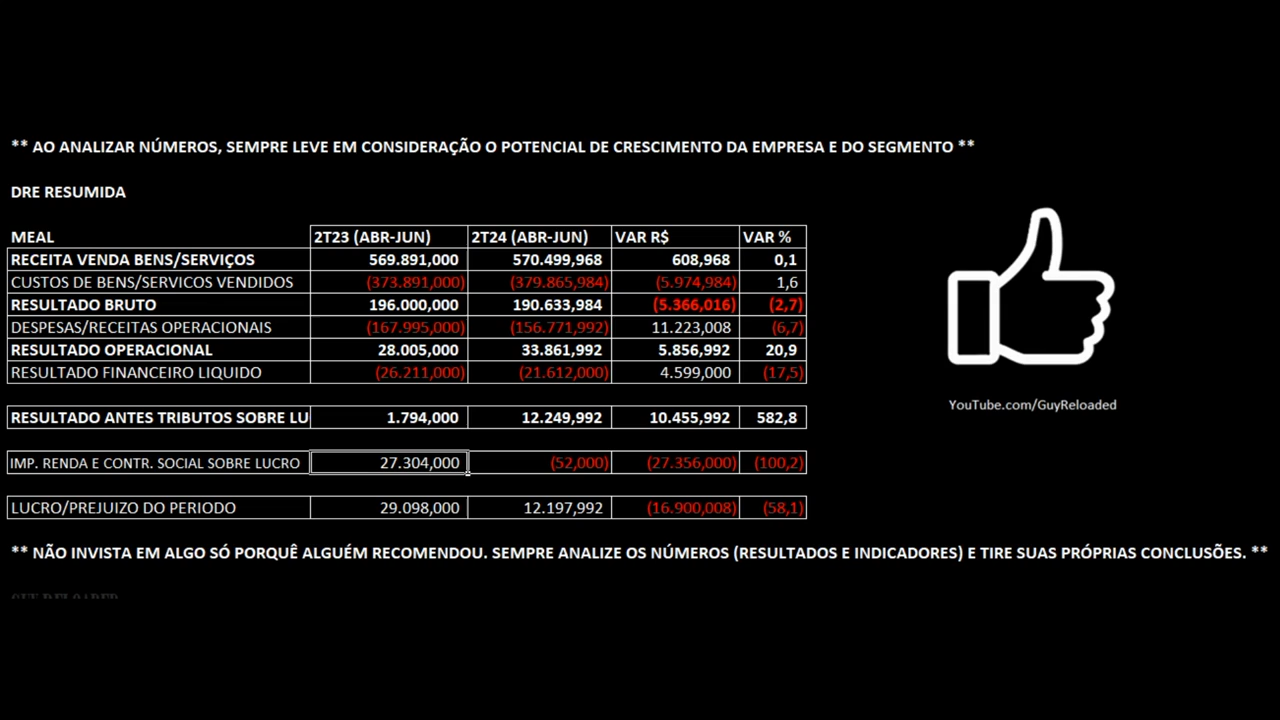 ** AO ANALIZAR NÚMEROS, SEMPRE LEVE EM CONSIDERAÇÃO O POTENCIAL DE CRESCIMENTO DA EMPRESA E DO SEGMENTO **
DRE RESUMIDA
MEAL 2T23 (ABR-JUN) 2T24 (ABR-JUN) VAR R$ VAR %
RECEITA VENDA BENS/SERVIÇOS 569.891,000 570.499,968 608,968 0,1
CUSTOS DE BENS/SERVICOS VENDIDOS (373.891,000) (379.865,984) (5.974,984) 1,6
RESULTADO BRUTO 196.000,000 190.633,984 (5.366,016) (2,7)
DESPESAS/RECEITAS OPERACIONAIS (167.995,000) (156.771,992) 11.223,008 (6,7)
RESULTADO OPERACIONAL 28.005,000 33.861,992 5.856,992 20,9
RESULTADO FINANCEIRO LIQUIDO (26.211,000) (21.612,000) 4.599,000 (17,5)
RESULTADO ANTES TRIBUTOS SOBRE LU 1.794,000 12.249,992 10.455,992 582,8
IMP. RENDA E CONTR. SOCIAL SOBRE LUCRO 27.304,000 (52,000) (27.356,000) (100,2)
LUCRO/PREJUIZO DO PERIODO 29.098,000 12.197,992 (16.900,008) (58,1)
** NÃO INVISTA EM ALGO SÓ PORQUÊ ALGUÉM RECOMENDOU. SEMPRE ANALIZE OS NÚMEROS (RESULTADOS E INDICADORES) E TIRE SUAS PRÓPRIAS CONCLUSÕES. **
YouTube.com/GuyReloaded